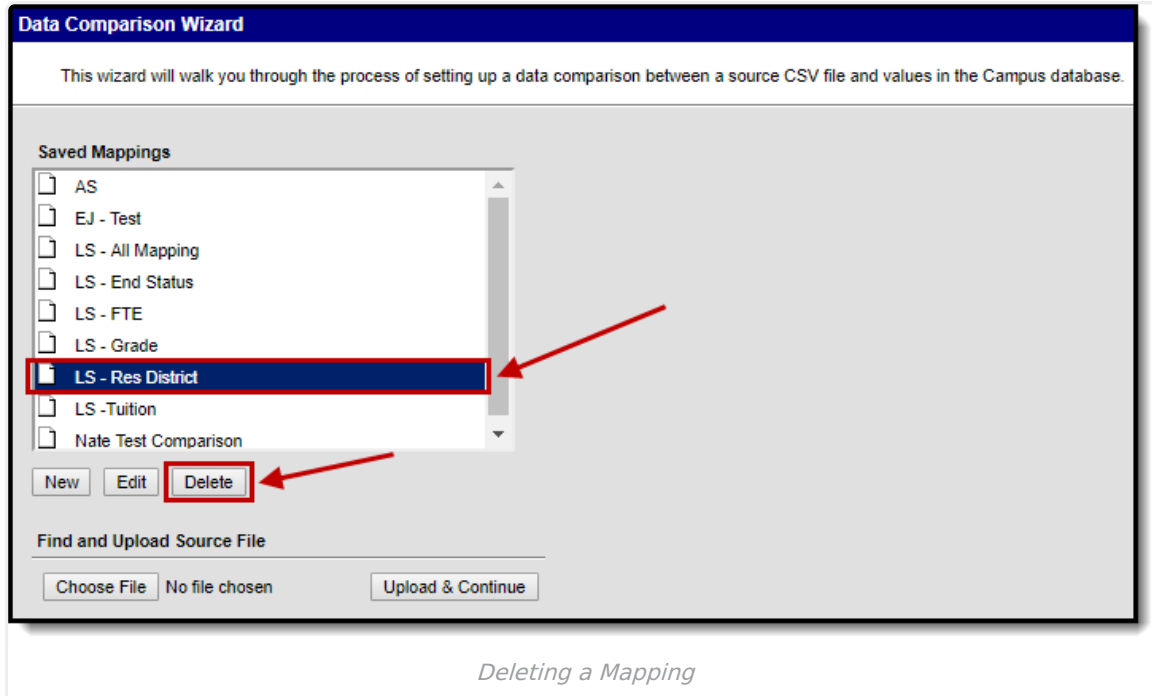 Data Comparison Wizard
This wizard will walk you through the process of setting up a data comparison between a source CSV file and values in the Campus database.
Saved Mappings
AS
EJ - Test
LS - All Mapping
LS - End Status
LS - FTE
LS - Grade
LS - Res District
LS -Tuition
Nate Test Comparison
New Edit Delete
Find and Upload Source File
Choose File No file chosen Upload & Continue
Deleting a Mapping